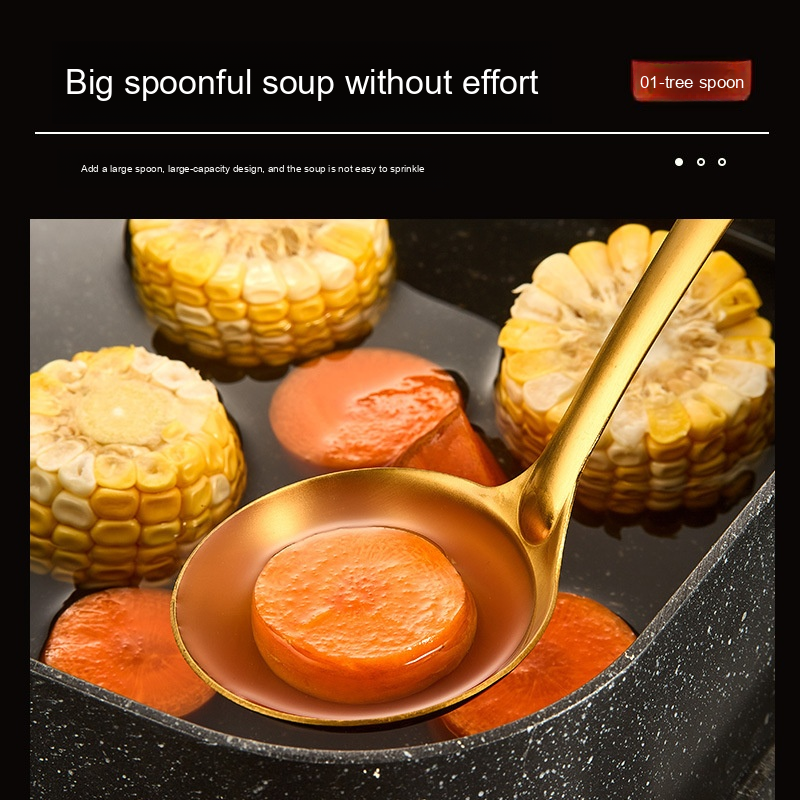 Big spoonful soup without effort
01-tree spoon
Add a large spoon, large-capacity design, and the soup is not easy to sprinkle